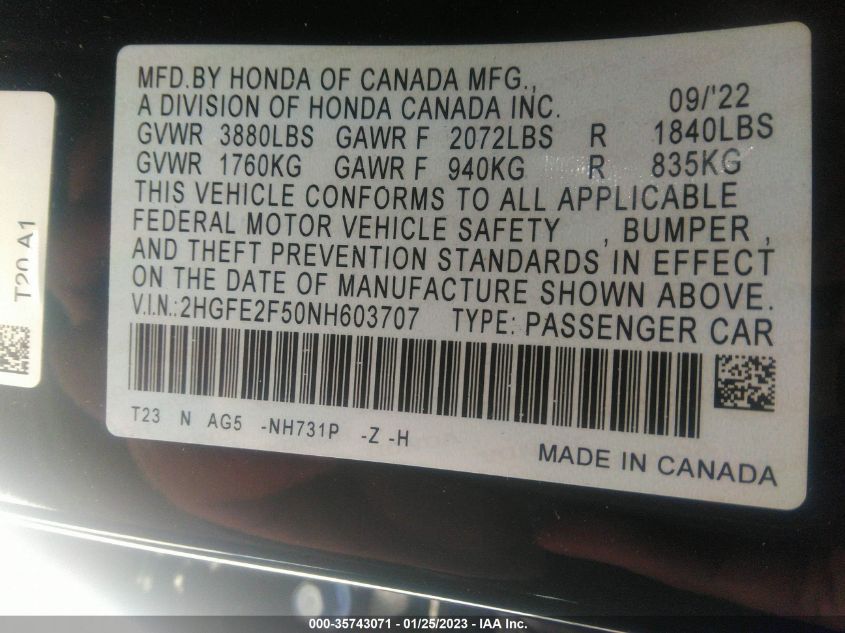 MFD.BY HONDA OF CANADA MFG.,
A DIVISION OF HONDA CANADA INC. 09/'22
GVWR 3880LBS GAWR F 2072LBS R 1840LBS
GVWR 1760KG GAWR F 940KG R 835KG
THIS VEHICLE CONFORMS TO ALL APPLICABLE
FEDERAL MOTOR VEHICLE SAFETY , BUMPER ,
AND THEFT PREVENTION STANDARDS IN EFFECT
ON THE DATE OF MANUFACTURE SHOWN ABOVE.
V.I.N.:2HGFE2F50NH603707 TYPE: PASSENGER CAR
T23 N AG5 -NH731P -Z -H
MADE IN CANADA
T20 A1
000-35743071 - 01/25/2023 - IAA Inc.